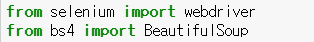 from selenium import webdriver
from bs4 import BeautifulSoup